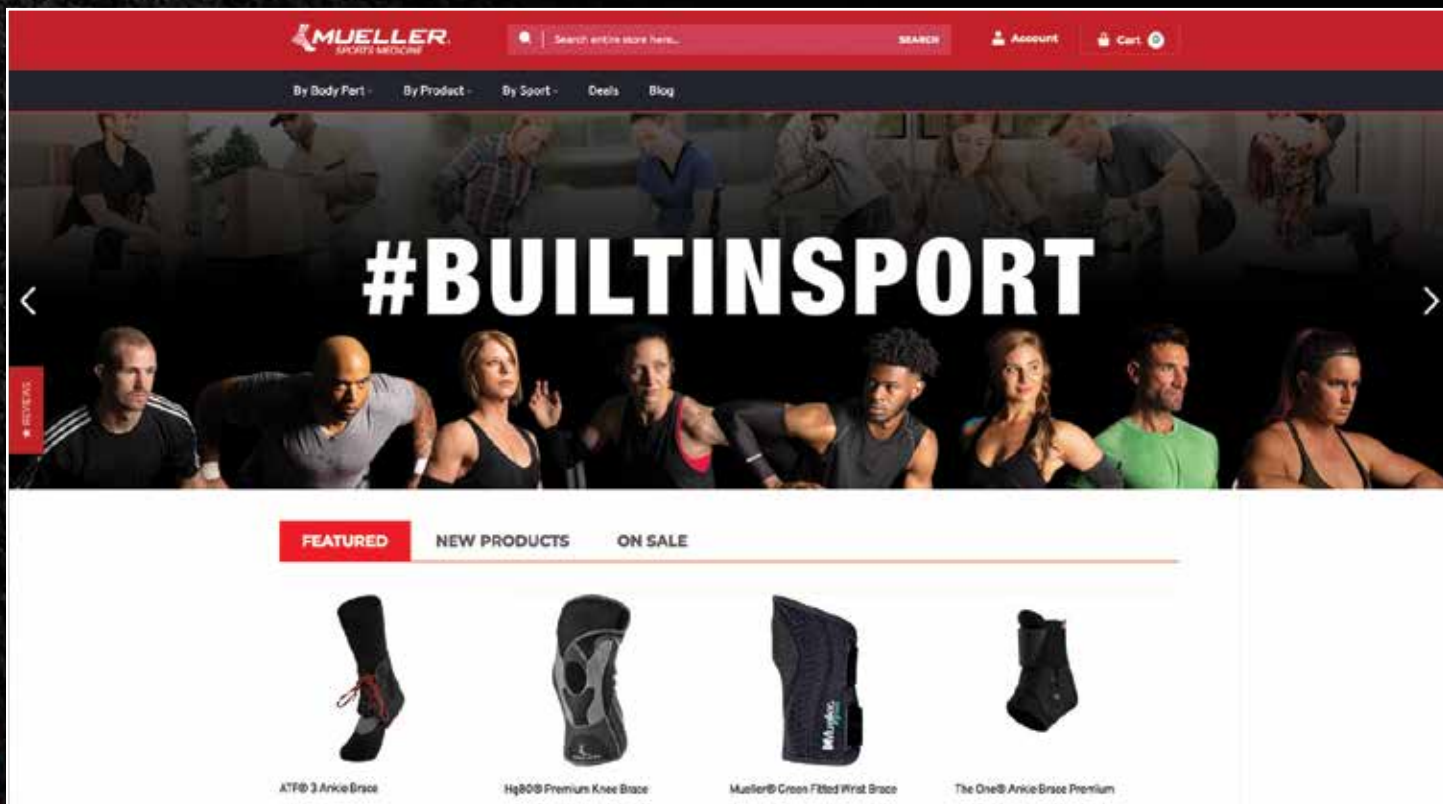 MUELLER®
SPORTS MEDICINE
Search entire store here...
SEARCH
Account
Cart 0
By Body Part
By Product
By Sport
Deals
Blog
#BUILTINSPORT
★ REVIEWS
FEATURED
NEW PRODUCTS
ON SALE
ATF® 3 Ankle Brace
Hg80® Premium Knee Brace
Mueller® Green Fitted Wrist Brace
The One® Ankle Brace Premium